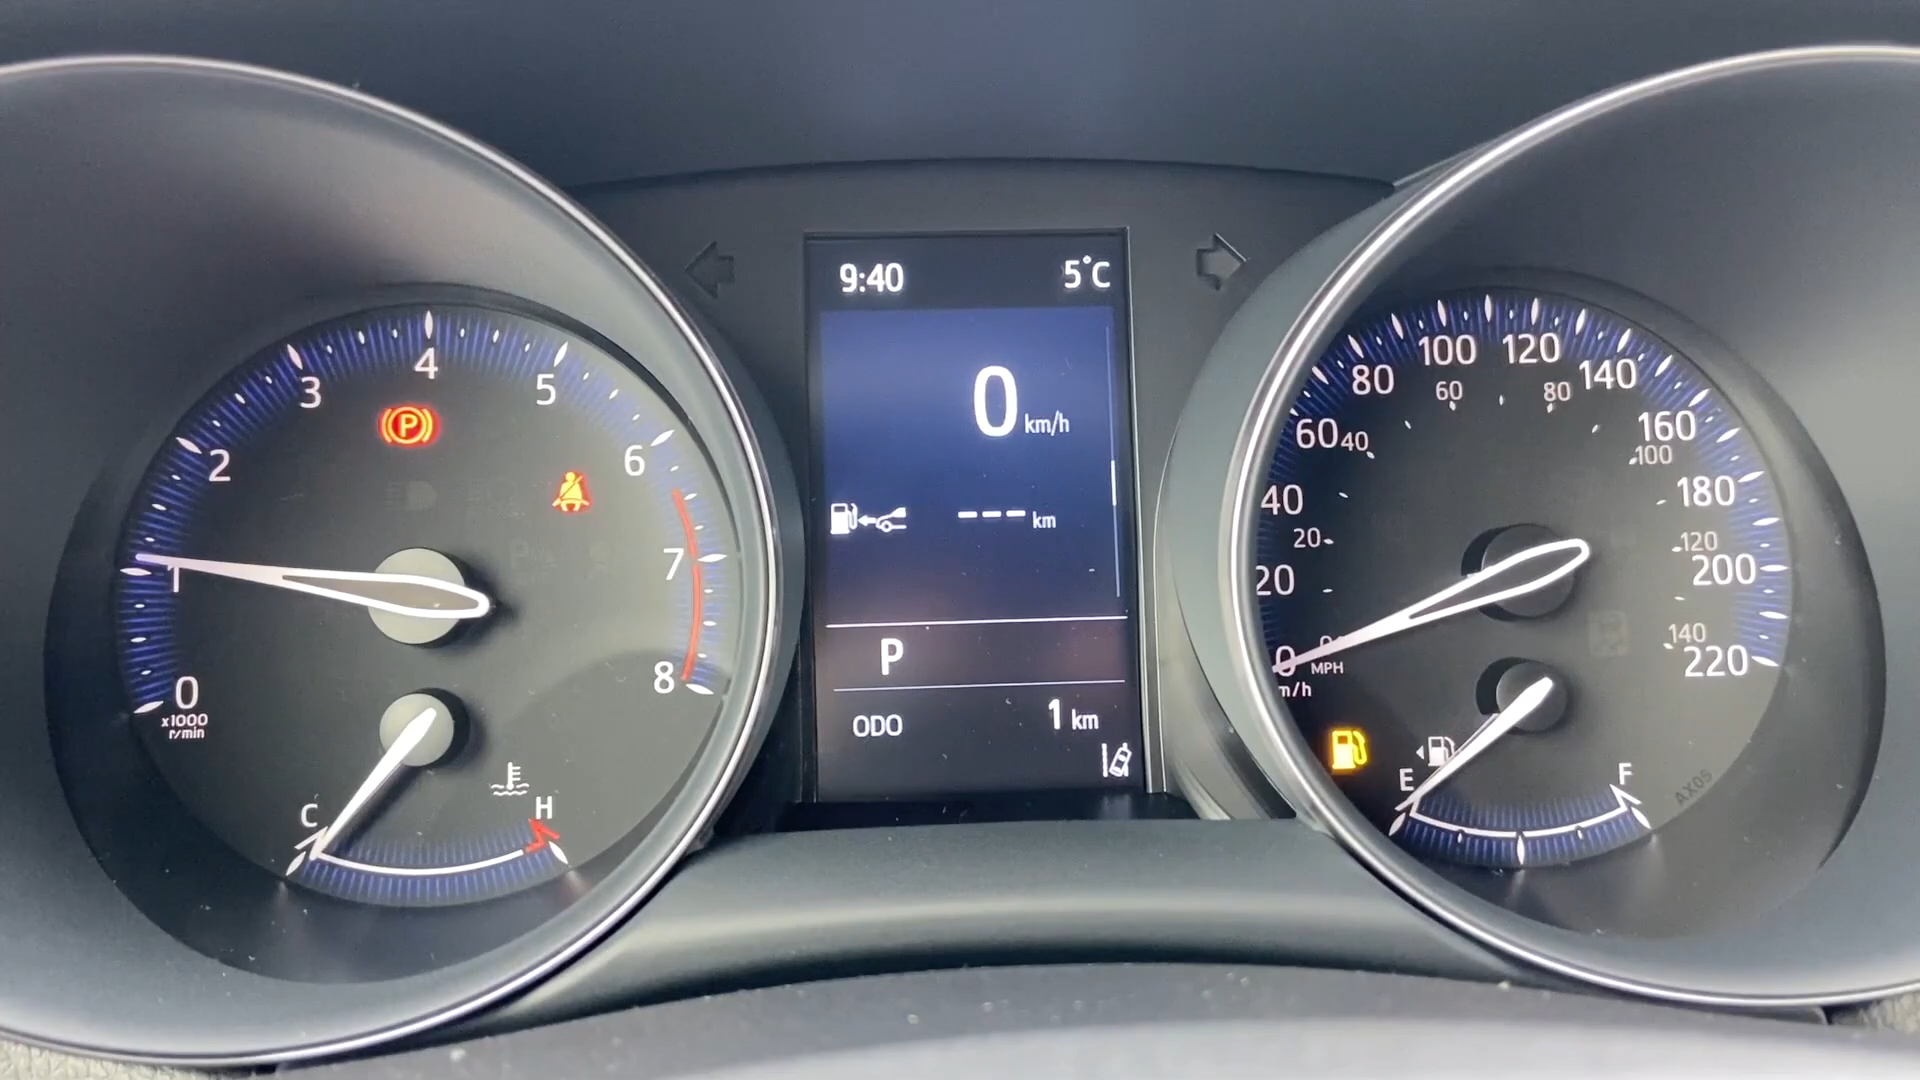 9:40 5°C
0 km/h
--- km
P
ODO 1 km
0 1 2 3 4 5 6 7 8
x1000
r/min
P
C H
0 20 40 60 80 100 120 140 160 180 200 220
20 40 60 80 100 120 140
MPH
m/h
E F
AX05